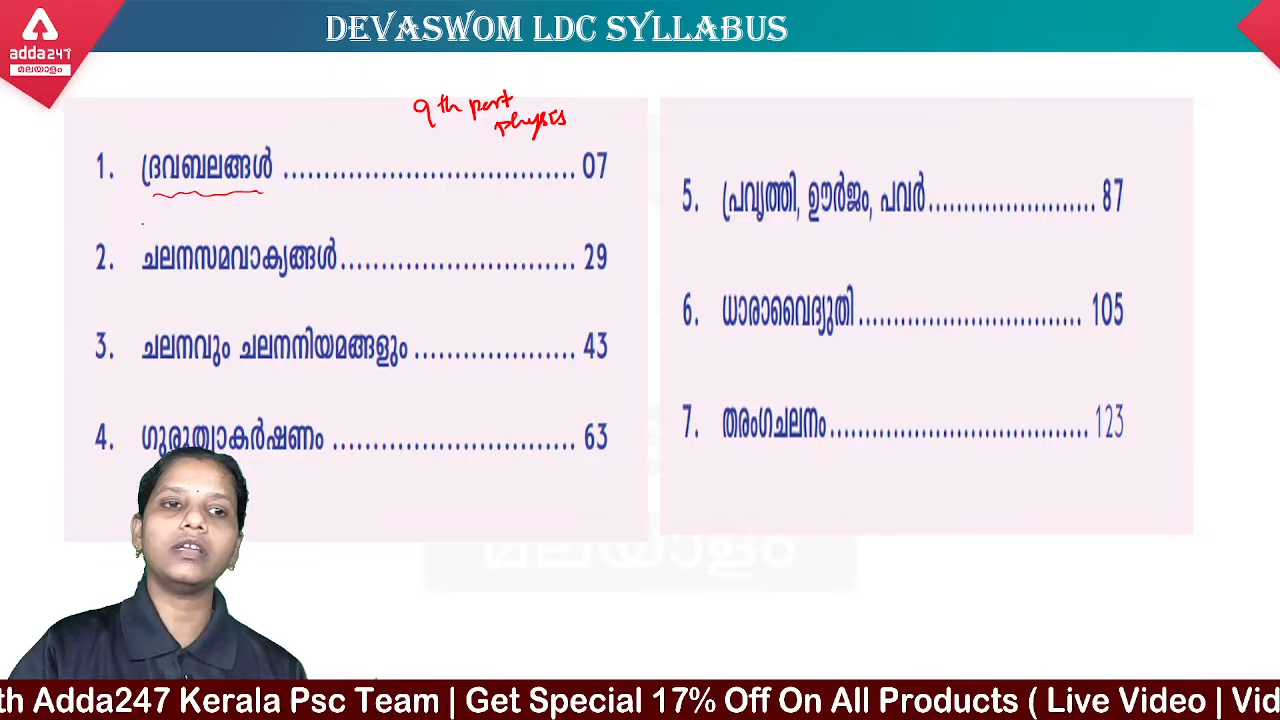 DEVASWOM LDC SYLLABUS
adda247
മലയാളം
9th part
physics
1. ദ്രവബലങ്ങൾ ................................... 07
2. ചലനസമവാക്യങ്ങൾ............................. 29
3. ചലനവും ചലനനിയമങ്ങളും .................... 43
4. ഗുരുത്വാകർഷണം .............................. 63
5. പ്രവൃത്തി, ഊർജം, പവർ........................ 87
6. ധാരാവൈദ്യുതി................................ 105
7. തരംഗചലനം..................................... 123
മലയാളം
th Adda247 Kerala Psc Team | Get Special 17% Off On All Products ( Live Video | Vid